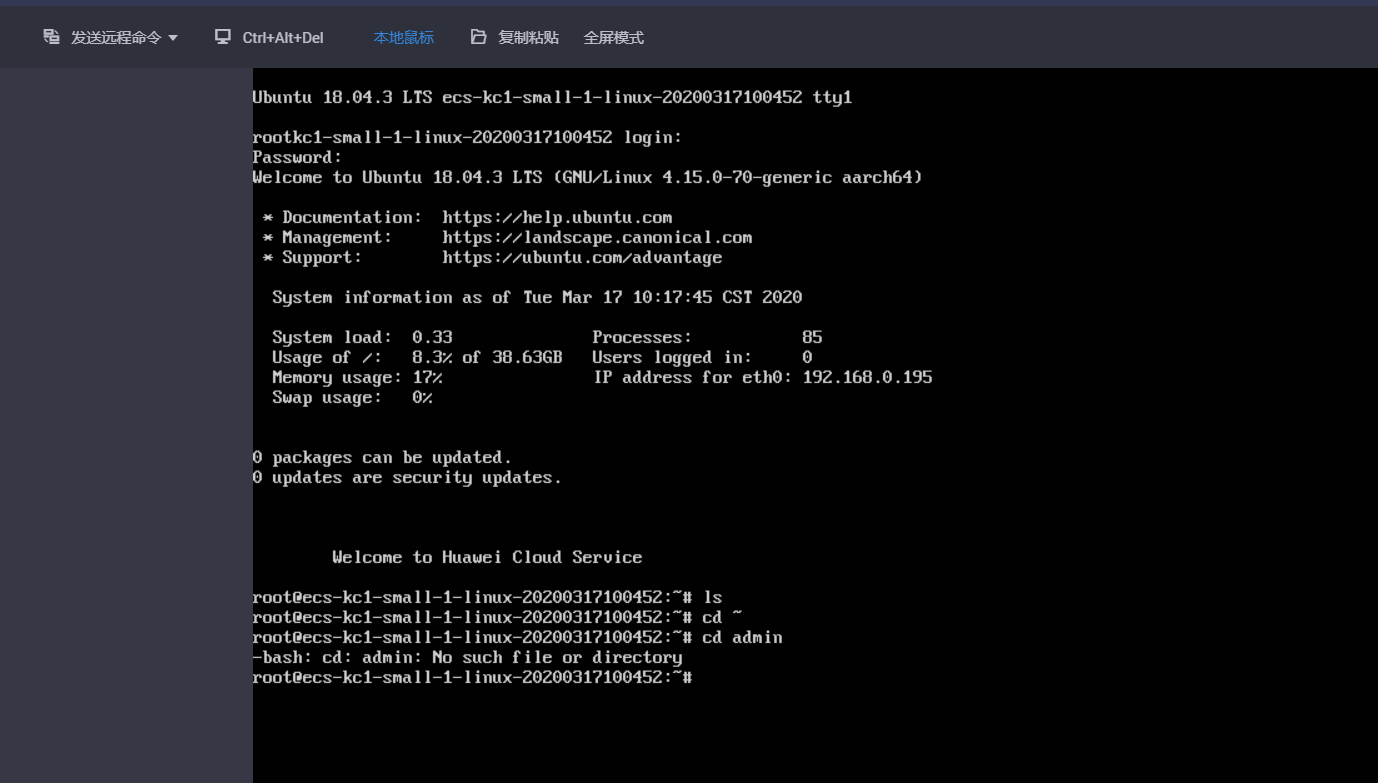 发送远程命令 Ctrl+Alt+Del 本地鼠标 复制粘贴 全屏模式
Ubuntu 18.04.3 LTS ecs-kc1-small-1-linux-20200317100452 tty1
rootkc1-small-1-linux-20200317100452 login:
Password:
Welcome to Ubuntu 18.04.3 LTS (GNU/Linux 4.15.0-70-generic aarch64)
* Documentation:  https://help.ubuntu.com
* Management:     https://landscape.canonical.com
* Support:        https://ubuntu.com/advantage
System information as of Tue Mar 17 10:17:45 CST 2020
System load:  0.33              Processes:           85
Usage of /:   8.3% of 38.63GB   Users logged in:     0
Memory usage: 17%               IP address for eth0: 192.168.0.195
Swap usage:   0%
0 packages can be updated.
0 updates are security updates.
Welcome to Huawei Cloud Service
root@ecs-kc1-small-1-linux-20200317100452:~# ls
root@ecs-kc1-small-1-linux-20200317100452:~# cd ~
root@ecs-kc1-small-1-linux-20200317100452:~# cd admin
-bash: cd: admin: No such file or directory
root@ecs-kc1-small-1-linux-20200317100452:~#